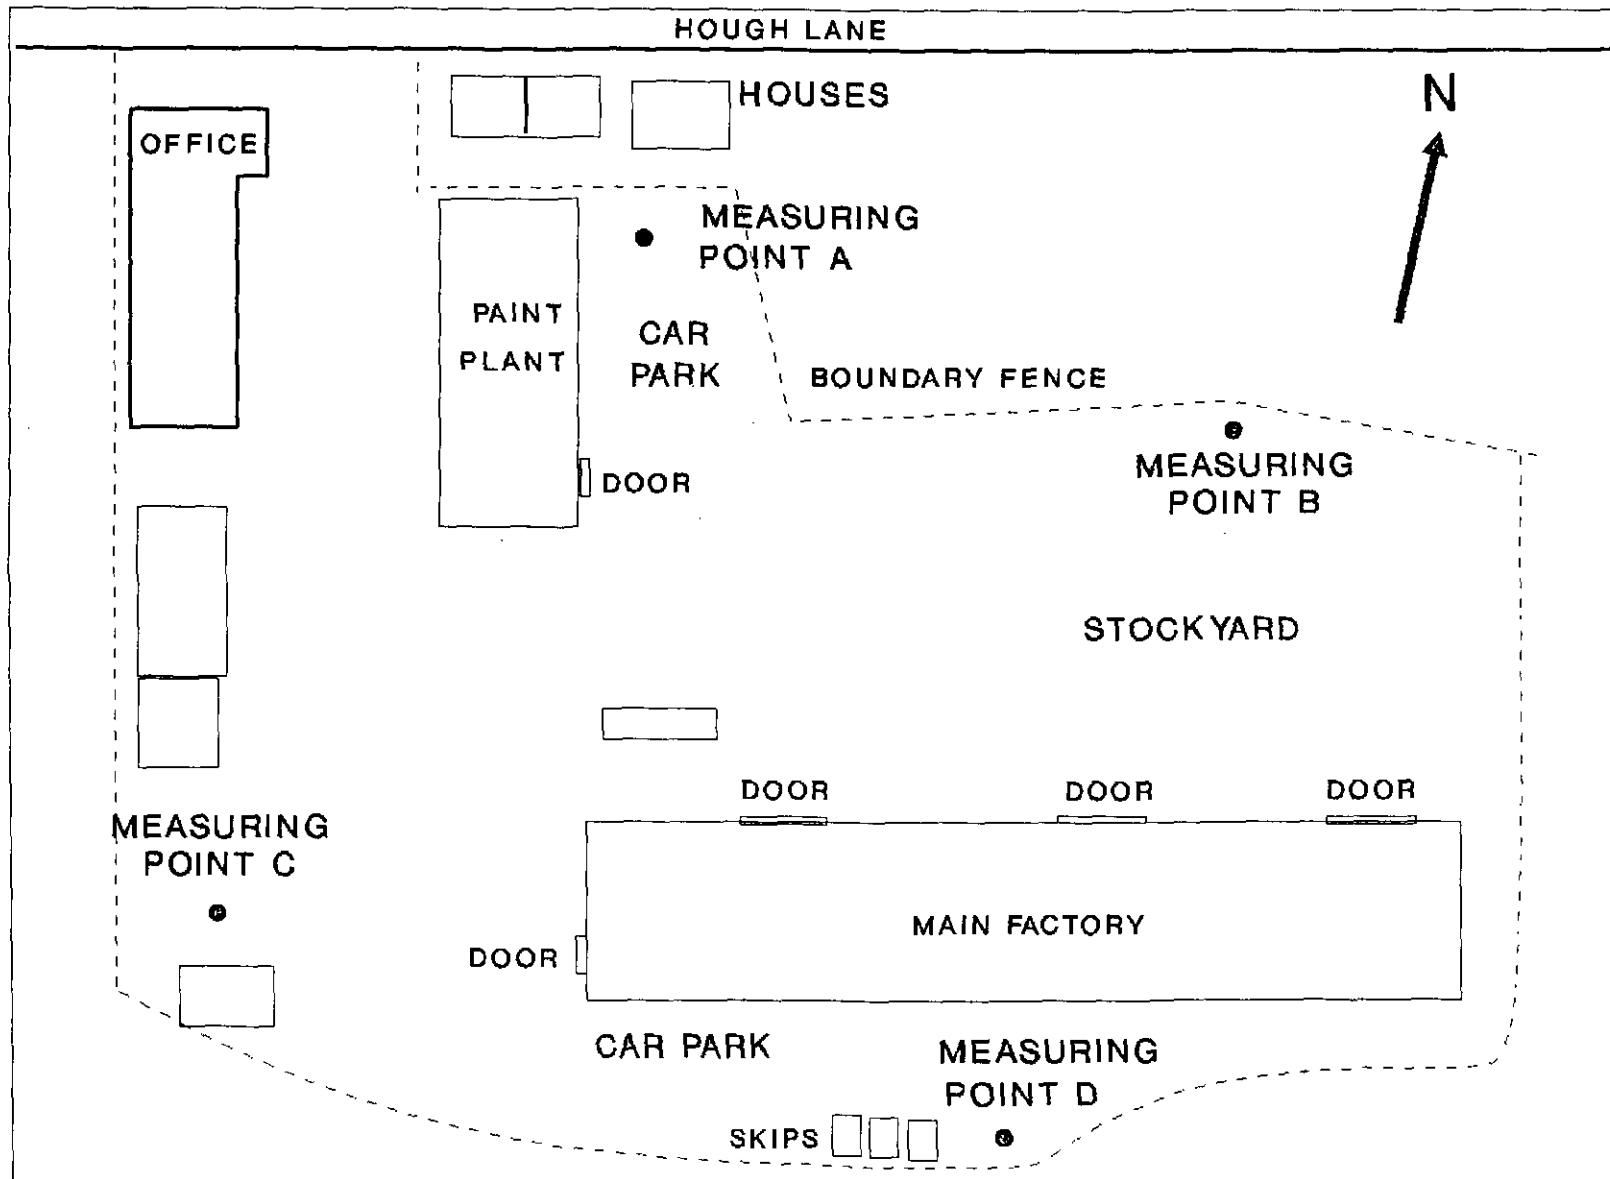 HOUGH LANE
HOUSES
N
OFFICE
MEASURING
POINT A
PAINT
PLANT
CAR
PARK
BOUNDARY FENCE
DOOR
MEASURING
POINT B
STOCKYARD
DOOR
DOOR
DOOR
MEASURING
POINT C
MAIN FACTORY
DOOR
CAR PARK
MEASURING
POINT D
SKIPS